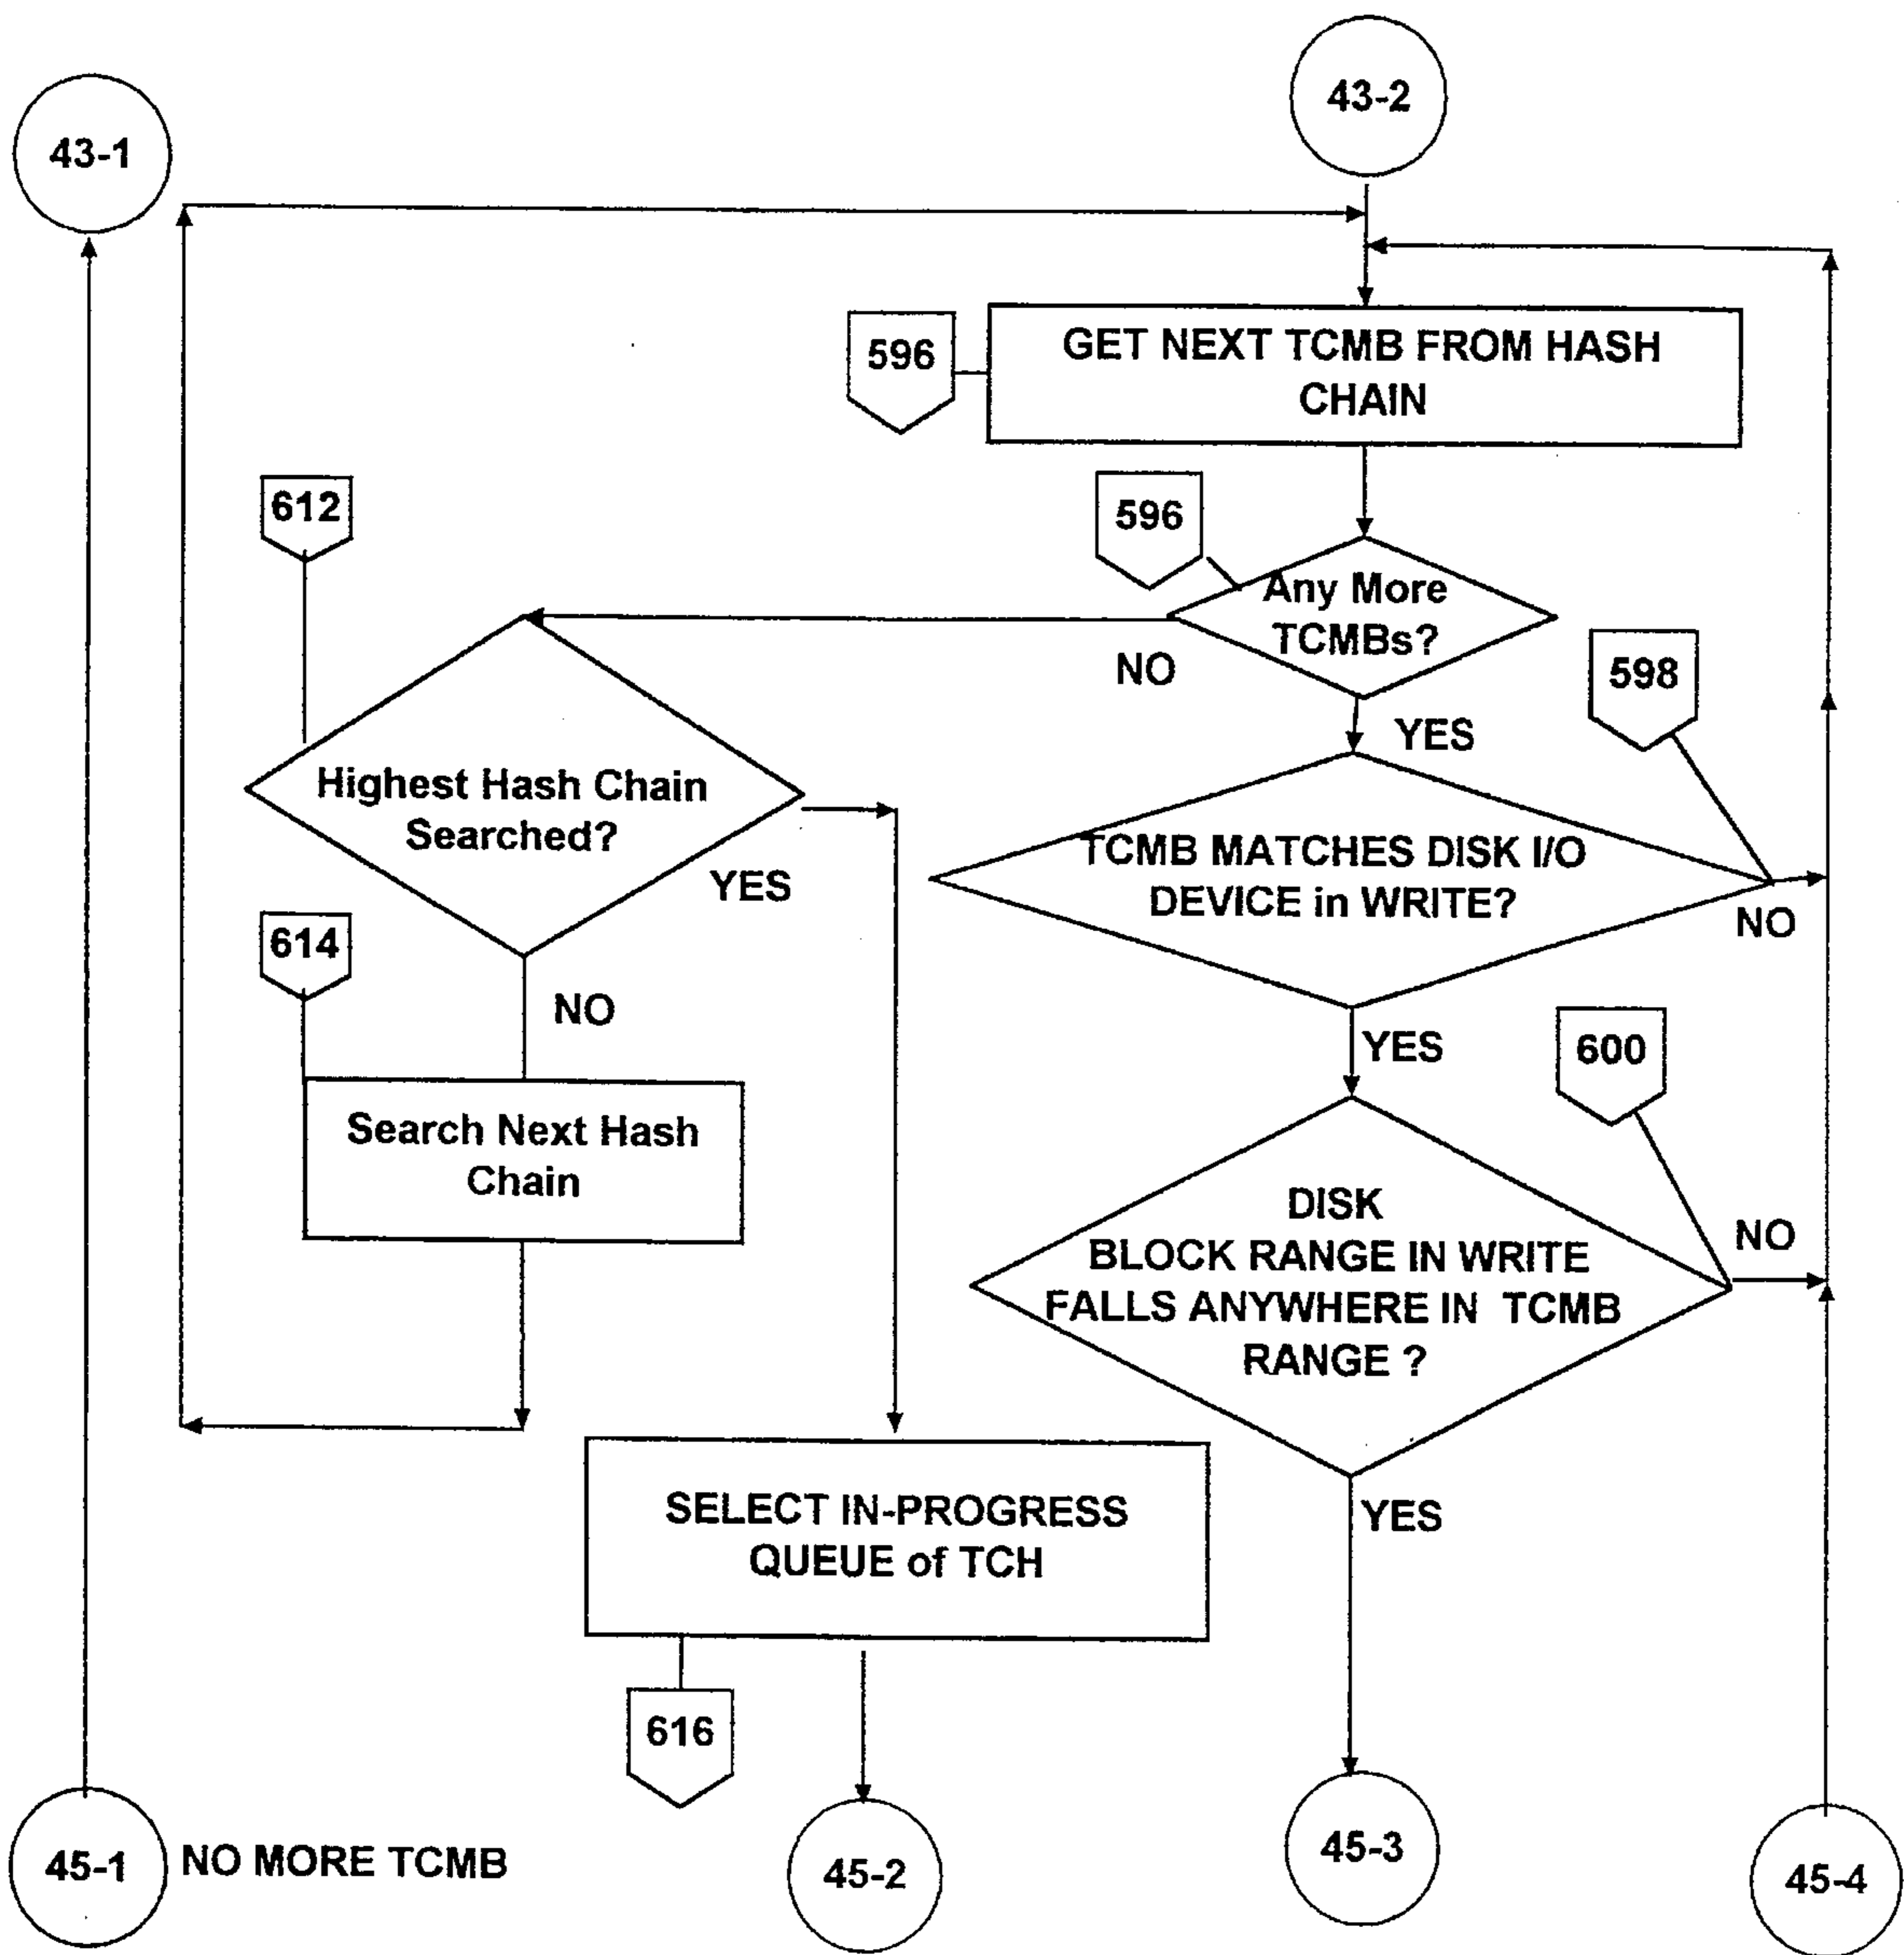 43-1
43-2
596
GET NEXT TCMB FROM HASH
CHAIN
612
596
Any More
TCMBs?
NO
YES
598
Highest Hash Chain
Searched?
YES
TCMB MATCHES DISK I/O
DEVICE in WRITE?
NO
614
NO
YES
600
Search Next Hash
Chain
DISK
BLOCK RANGE IN WRITE
FALLS ANYWHERE IN TCMB
RANGE ?
NO
SELECT IN-PROGRESS
QUEUE of TCH
YES
616
45-1
NO MORE TCMB
45-2
45-3
45-4